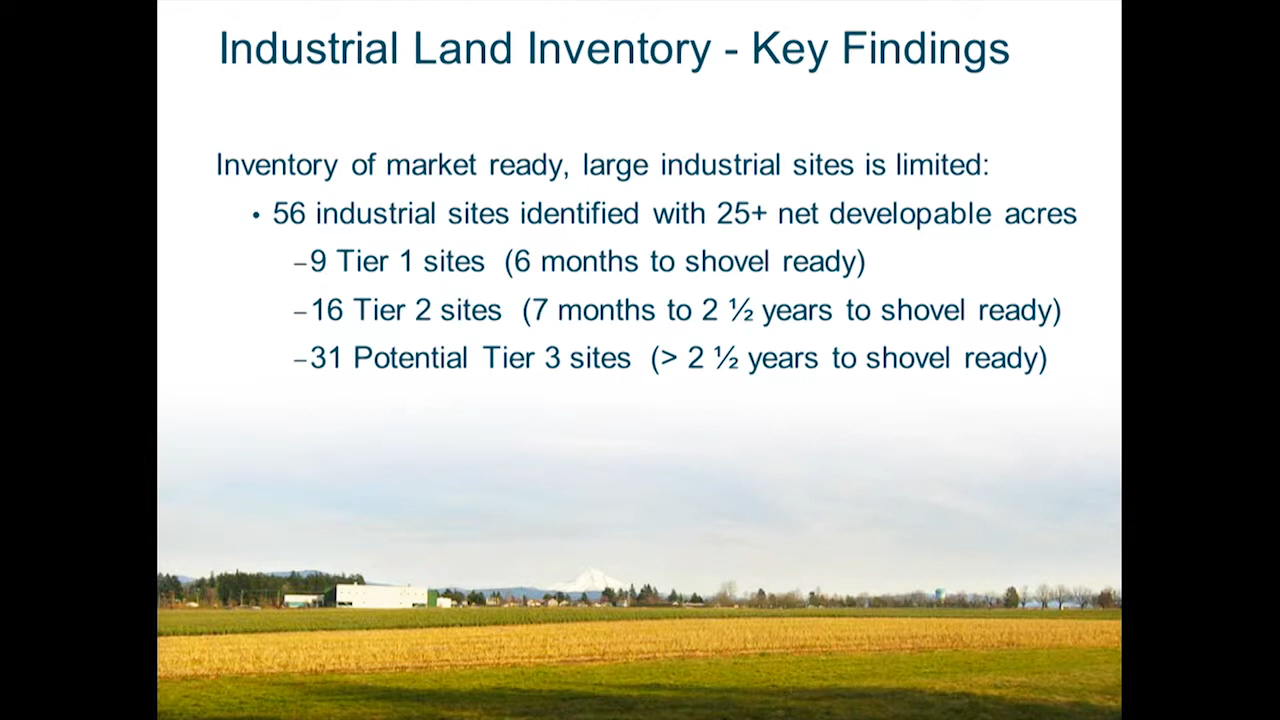 Industrial Land Inventory - Key Findings
Inventory of market ready, large industrial sites is limited:
• 56 industrial sites identified with 25+ net developable acres
–9 Tier 1 sites (6 months to shovel ready)
–16 Tier 2 sites (7 months to 2 ½ years to shovel ready)
–31 Potential Tier 3 sites (> 2 ½ years to shovel ready)